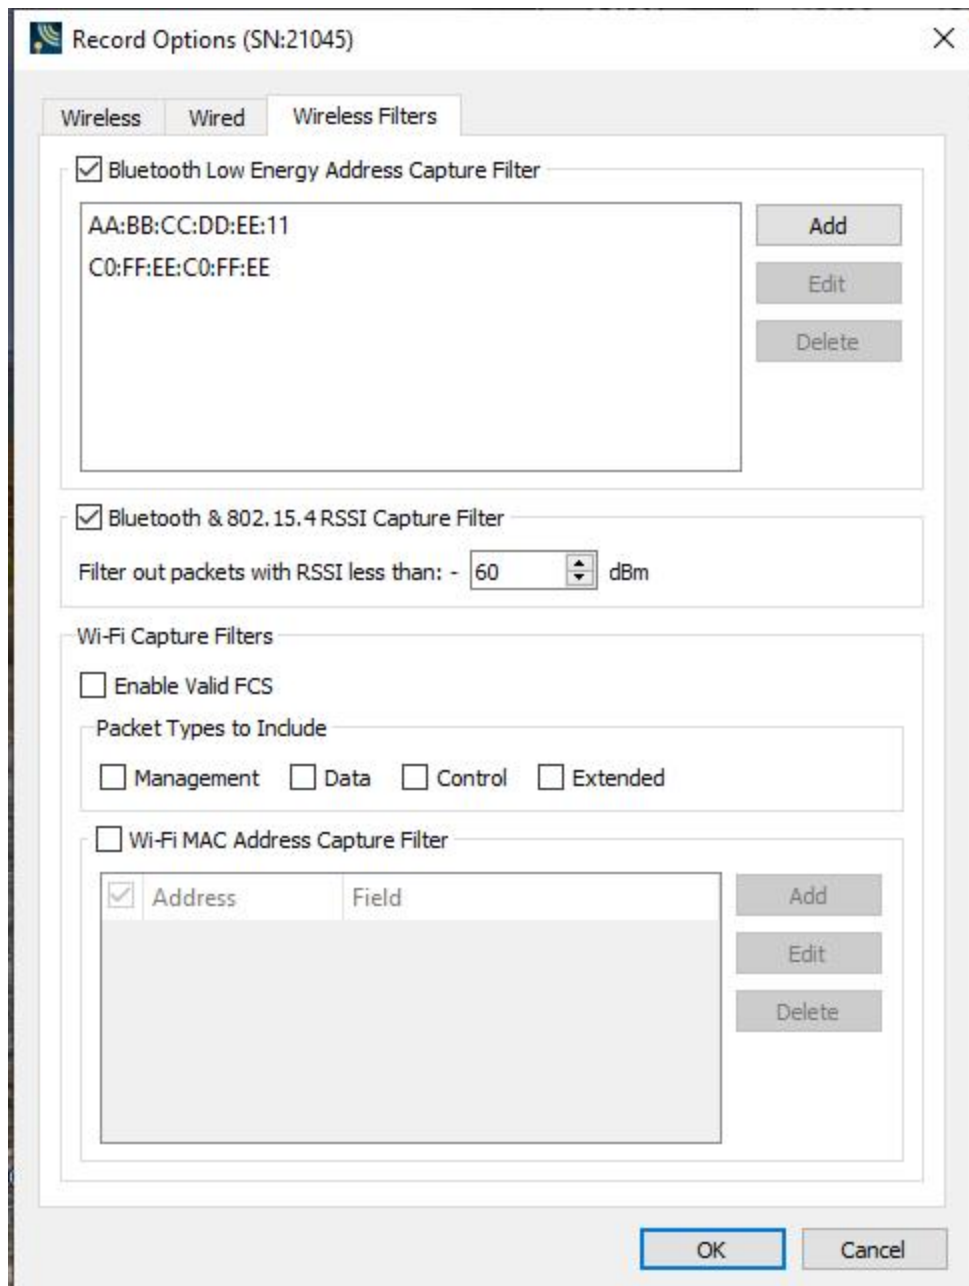 Record Options (SN:21045)
Wireless Wired Wireless Filters
Bluetooth Low Energy Address Capture Filter
AA:BB:CC:DD:EE:11
C0:FF:EE:C0:FF:EE
Add
Edit
Delete
Bluetooth & 802.15.4 RSSI Capture Filter
Filter out packets with RSSI less than: - 60 dBm
Wi-Fi Capture Filters
Enable Valid FCS
Packet Types to Include
Management Data Control Extended
Wi-Fi MAC Address Capture Filter
Address Field
Add
Edit
Delete
OK Cancel